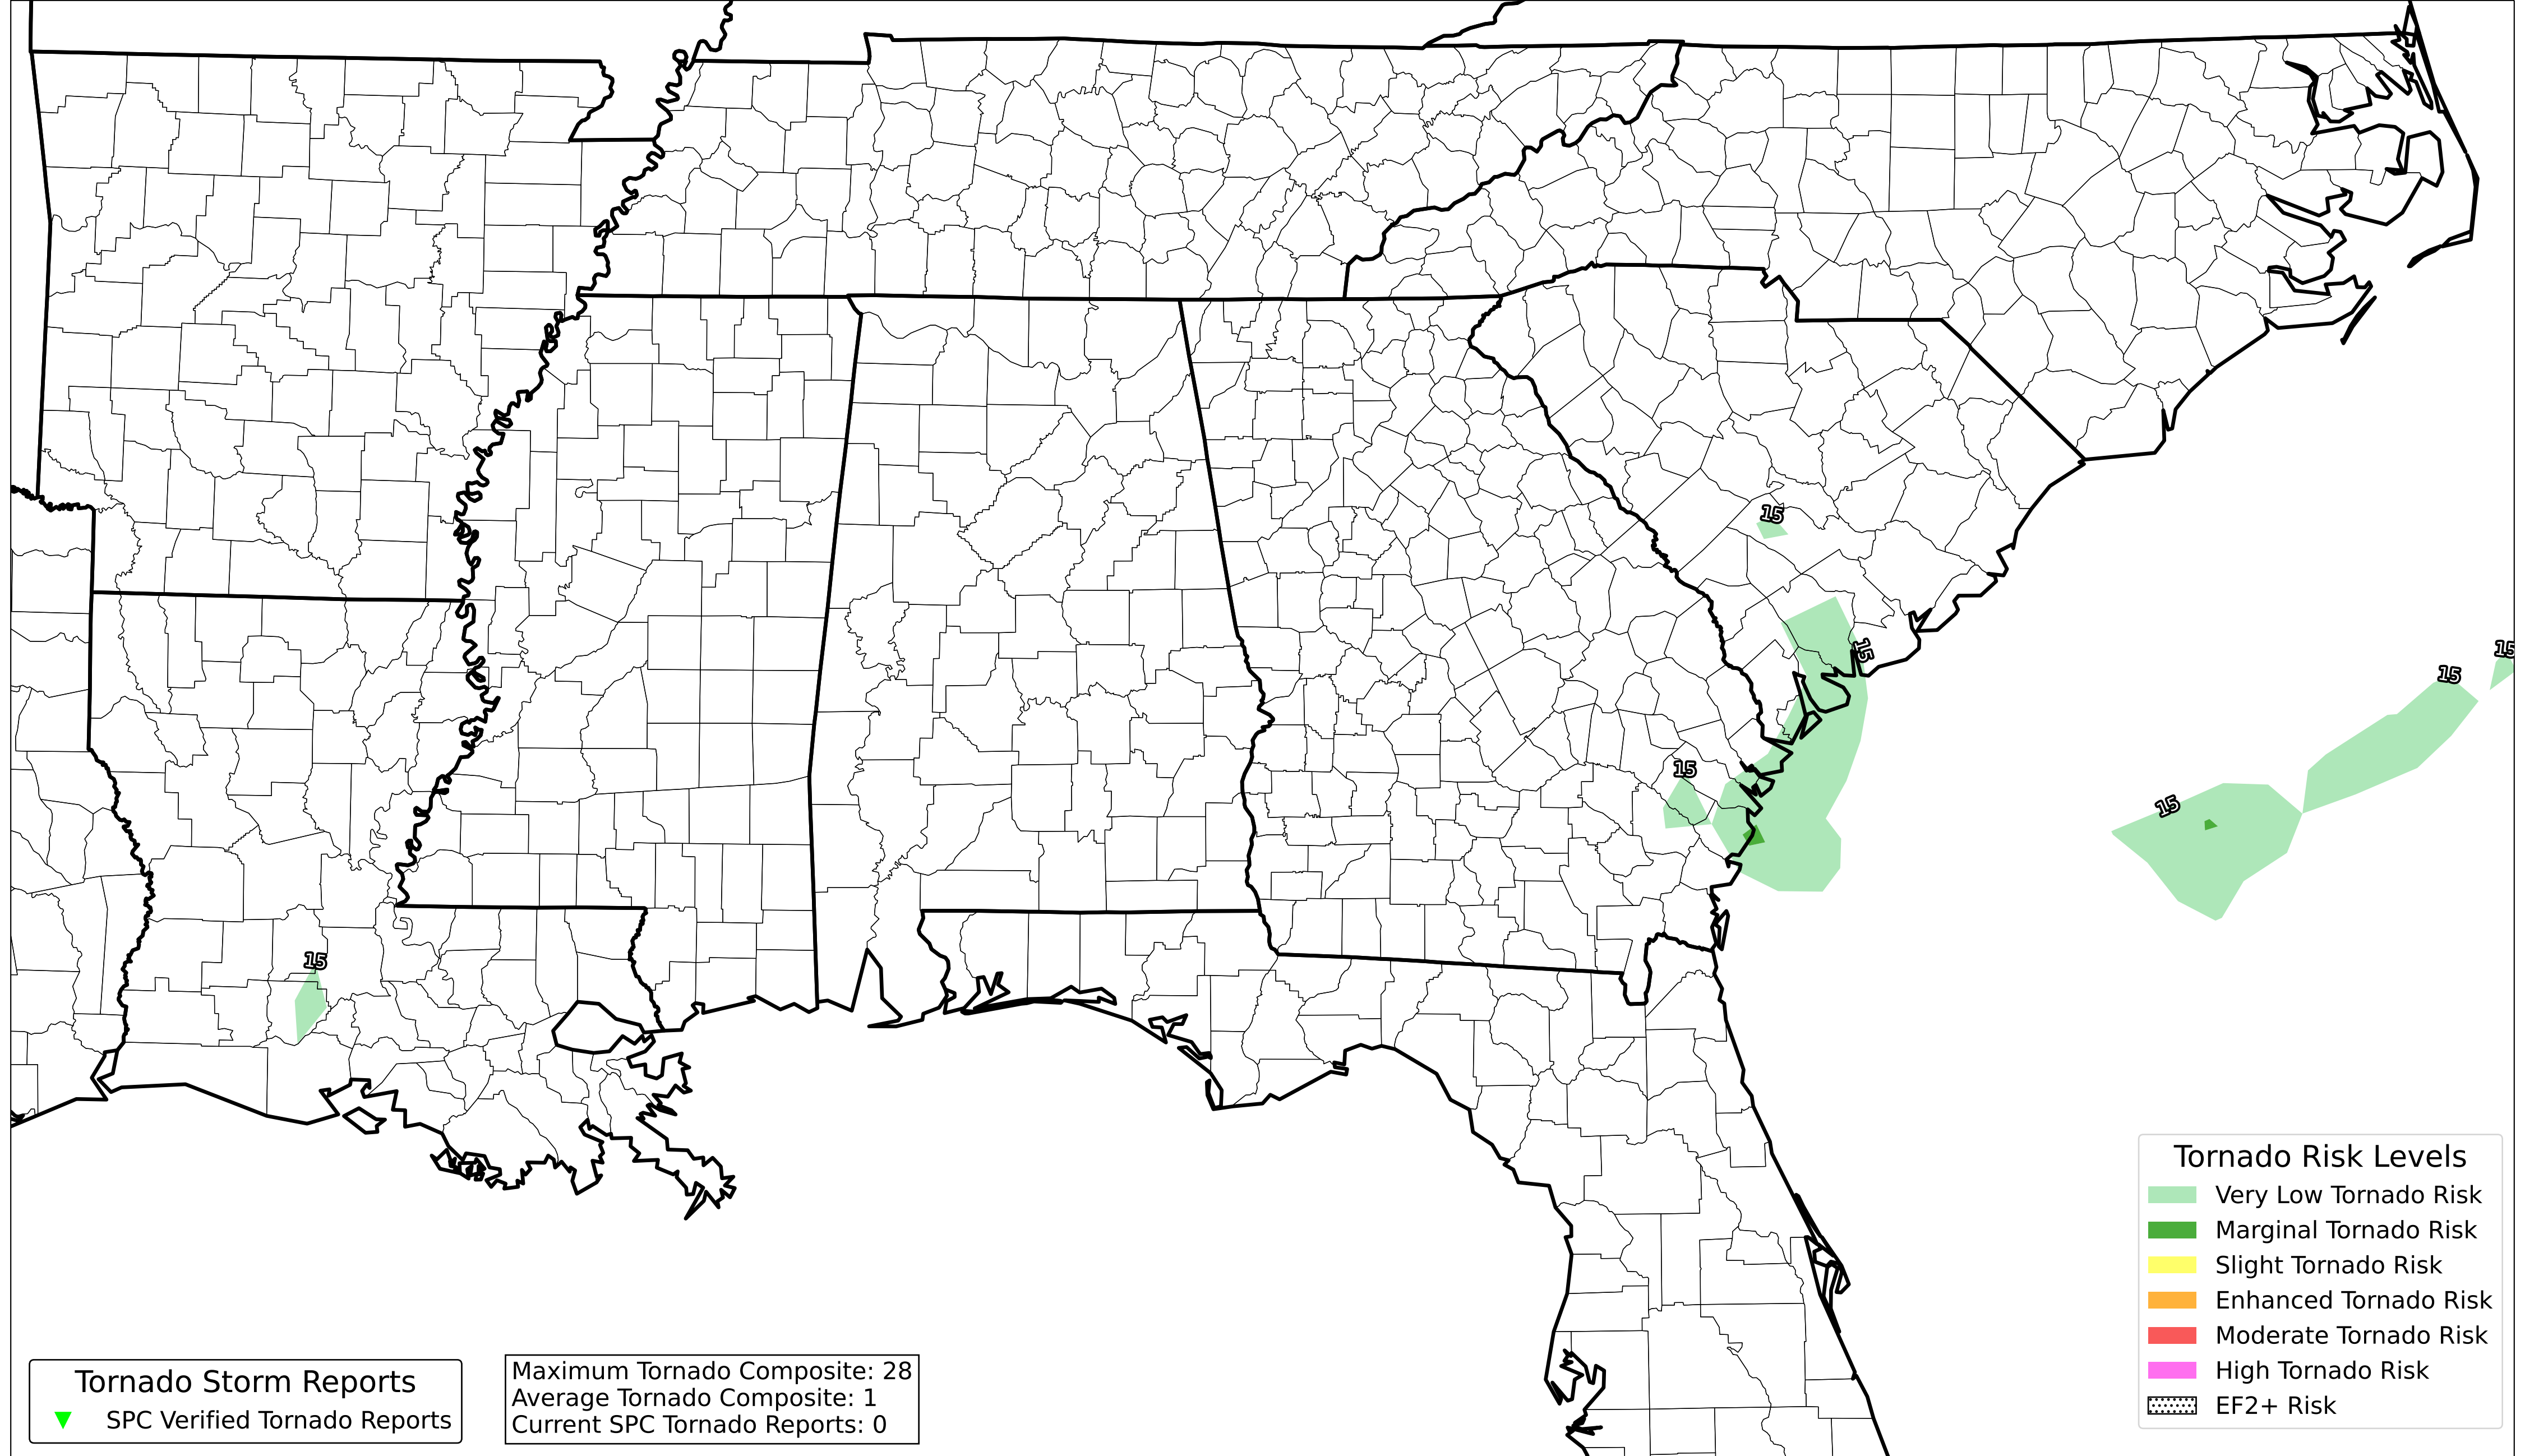 15
15
15
15
15
15
15
Tornado Risk Levels
Very Low Tornado Risk
Marginal Tornado Risk
Slight Tornado Risk
Enhanced Tornado Risk
Moderate Tornado Risk
High Tornado Risk
EF2+ Risk
Tornado Storm Reports
SPC Verified Tornado Reports
Maximum Tornado Composite: 28
Average Tornado Composite: 1
Current SPC Tornado Reports: 0